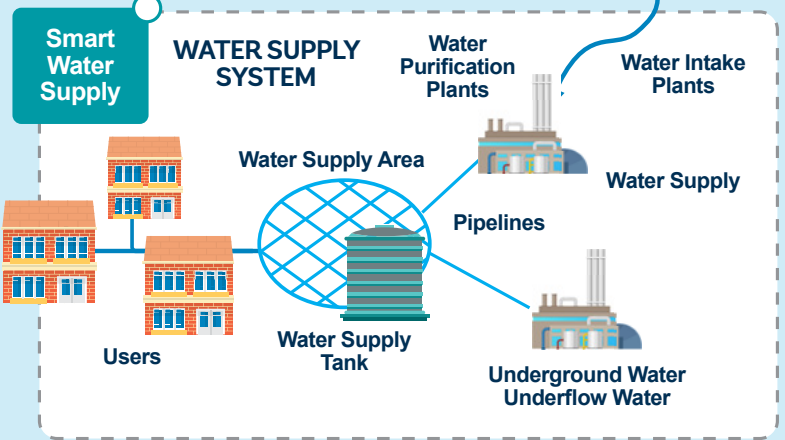 Smart
Water
Supply
WATER SUPPLY
SYSTEM
Water
Purification
Plants
Water Intake
Plants
Water Supply Area
Water Supply
Pipelines
Water Supply
Tank
Users
Underground Water
Underflow Water